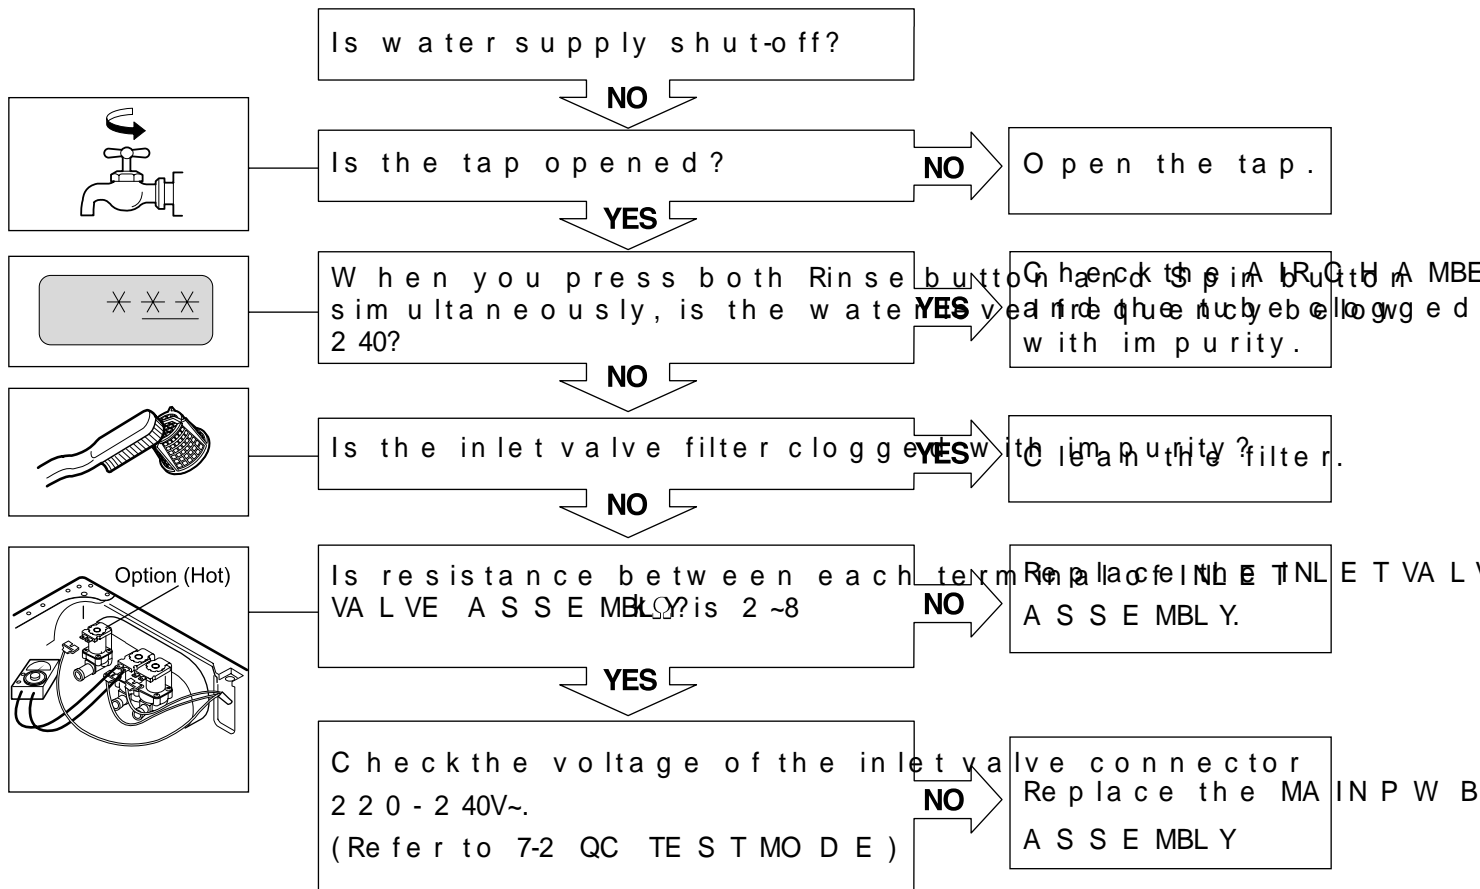 Is water supply shut-off?
NO
Is the tap opened?
NO
Open the tap.
YES
When you press both Rinse button and Spin button
simultaneously, is the water level frequency below
240?
YES
Check the AIR CHAMBE
and the tube clogged
with impurity.
NO
Is the inlet valve filter clogged with impurity?
YES
Clean the filter.
NO
Option (Hot)
Is resistance between each terminal of INLET
VALVE ASSEMBLY is 2~8 kΩ?
NO
Replace the INLET VALV
ASSEMBLY.
YES
Check the voltage of the inlet valve connector
220-240V~.
(Refer to 7-2 QC TEST MODE)
NO
Replace the MAIN PWB
ASSEMBLY